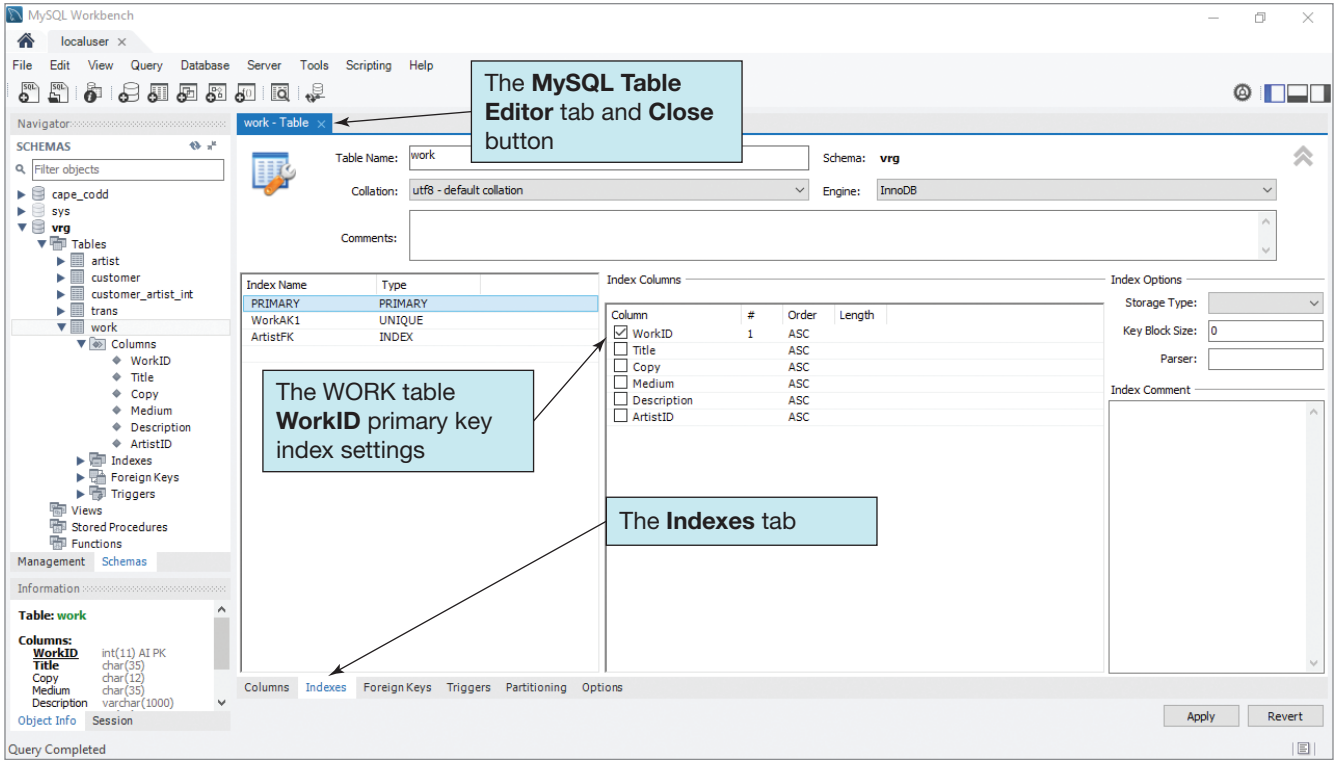 MySQL Workbench
localuser ×
File Edit View Query Database Server Tools Scripting Help
The MySQL Table
Editor tab and Close
button
Navigator
SCHEMAS
Filter objects
cape_codd
sys
vrg
Tables
artist
customer
customer_artist_int
trans
work
Columns
WorkID
Title
Copy
Medium
Description
ArtistID
Indexes
Foreign Keys
Triggers
Views
Stored Procedures
Functions
Management Schemas
Information
Table: work
Columns:
WorkID int(11) AI PK
Title char(35)
Copy char(12)
Medium char(35)
Description varchar(1000)
Object Info Session
Query Completed
work - Table ×
Table Name: work Schema: vrg
Collation: utf8 - default collation Engine: InnoDB
Comments:
Index Name Type
PRIMARY PRIMARY
WorkAK1 UNIQUE
ArtistFK INDEX
The WORK table
WorkID primary key
index settings
Index Columns
Column # Order Length
WorkID 1 ASC
Title ASC
Copy ASC
Medium ASC
Description ASC
ArtistID ASC
The Indexes tab
Index Options
Storage Type:
Key Block Size: 0
Parser:
Index Comment
Columns Indexes Foreign Keys Triggers Partitioning Options
Apply Revert